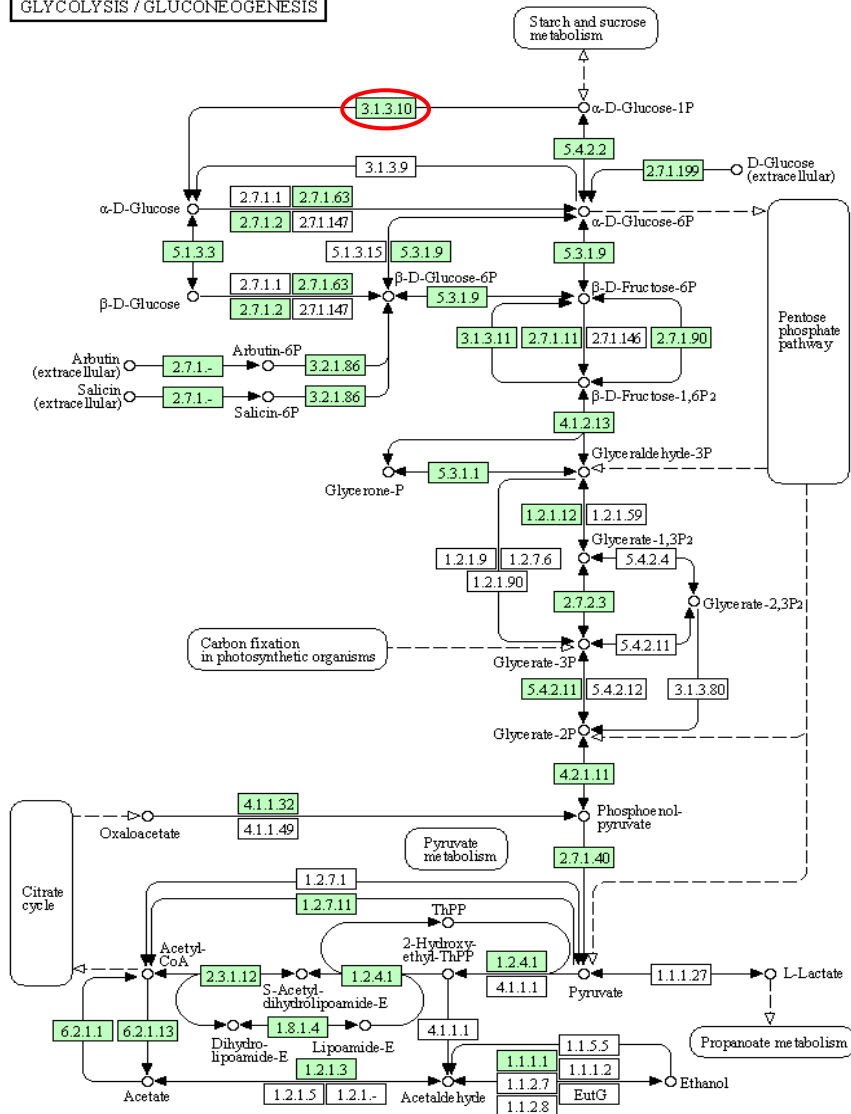 GLYCOLYSIS / GLUCONEOGENESIS
Starch and sucrose
metabolism
3.1.3.10
α-D-Glucose-1P
5.4.2.2
3.1.3.9
2.7.1.199
D-Glucose
(extracellular)
α-D-Glucose
2.7.1.1
2.7.1.63
2.7.1.2
2.7.1.147
α-D-Glucose-6P
5.1.3.3
5.1.3.15
5.3.1.9
5.3.1.9
β-D-Glucose-6P
β-D-Fructose-6P
β-D-Glucose
2.7.1.1
2.7.1.63
2.7.1.2
2.7.1.147
5.3.1.9
Pentose
phosphate
pathway
3.1.3.11
2.7.1.11
2.7.1.146
2.7.1.90
Arbutin
(extracellular)
2.7.1.-
Arbutin-6P
3.2.1.86
Salicin
(extracellular)
2.7.1.-
Salicin-6P
3.2.1.86
β-D-Fructose-1,6P2
4.1.2.13
Glyceraldehyde-3P
Glycerone-P
5.3.1.1
1.2.1.12
1.2.1.59
Glycerate-1,3P2
1.2.1.9
1.2.7.6
1.2.1.90
5.4.2.4
2.7.2.3
Glycerate-2,3P2
Carbon fixation
in photosynthetic organisms
Glycerate-3P
5.4.2.11
5.4.2.11
5.4.2.12
3.1.3.80
Glycerate-2P
4.2.1.11
4.1.1.32
Oxaloacetate
4.1.1.49
Phosphoenol-
pyruvate
Pyruvate
metabolism
2.7.1.40
Citrate
cycle
1.2.7.1
1.2.7.11
ThPP
Acetyl-
CoA
2-Hydroxy-
ethyl-ThPP
2.3.1.12
S-Acetyl-
dihydrolipoamide-E
1.2.4.1
1.2.4.1
4.1.1.1
Pyruvate
1.1.1.27
L-Lactate
6.2.1.1
6.2.1.13
1.8.1.4
Dihydro-
lipoamide-E
Lipoamide-E
4.1.1.1
Propanoate metabolism
1.2.1.3
1.2.1.5
1.2.1.-
Acetate
Acetaldehyde
1.1.5.5
1.1.1.1
1.1.1.2
1.1.2.7
EutG
1.1.2.8
Ethanol